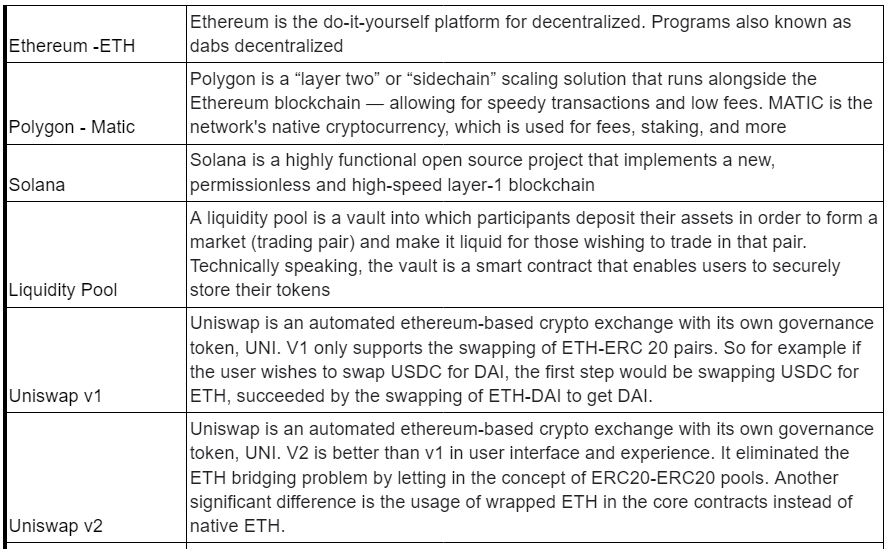 Ethereum -ETH
Ethereum is the do-it-yourself platform for decentralized. Programs also known as
dabs decentralized
Polygon - Matic
Polygon is a “layer two” or “sidechain” scaling solution that runs alongside the
Ethereum blockchain — allowing for speedy transactions and low fees. MATIC is the
network's native cryptocurrency, which is used for fees, staking, and more
Solana
Solana is a highly functional open source project that implements a new,
permissionless and high-speed layer-1 blockchain
Liquidity Pool
A liquidity pool is a vault into which participants deposit their assets in order to form a
market (trading pair) and make it liquid for those wishing to trade in that pair.
Technically speaking, the vault is a smart contract that enables users to securely
store their tokens
Uniswap v1
Uniswap is an automated ethereum-based crypto exchange with its own governance
token, UNI. V1 only supports the swapping of ETH-ERC 20 pairs. So for example if
the user wishes to swap USDC for DAI, the first step would be swapping USDC for
ETH, succeeded by the swapping of ETH-DAI to get DAI.
Uniswap v2
Uniswap is an automated ethereum-based crypto exchange with its own governance
token, UNI. V2 is better than v1 in user interface and experience. It eliminated the
ETH bridging problem by letting in the concept of ERC20-ERC20 pools. Another
significant difference is the usage of wrapped ETH in the core contracts instead of
native ETH.